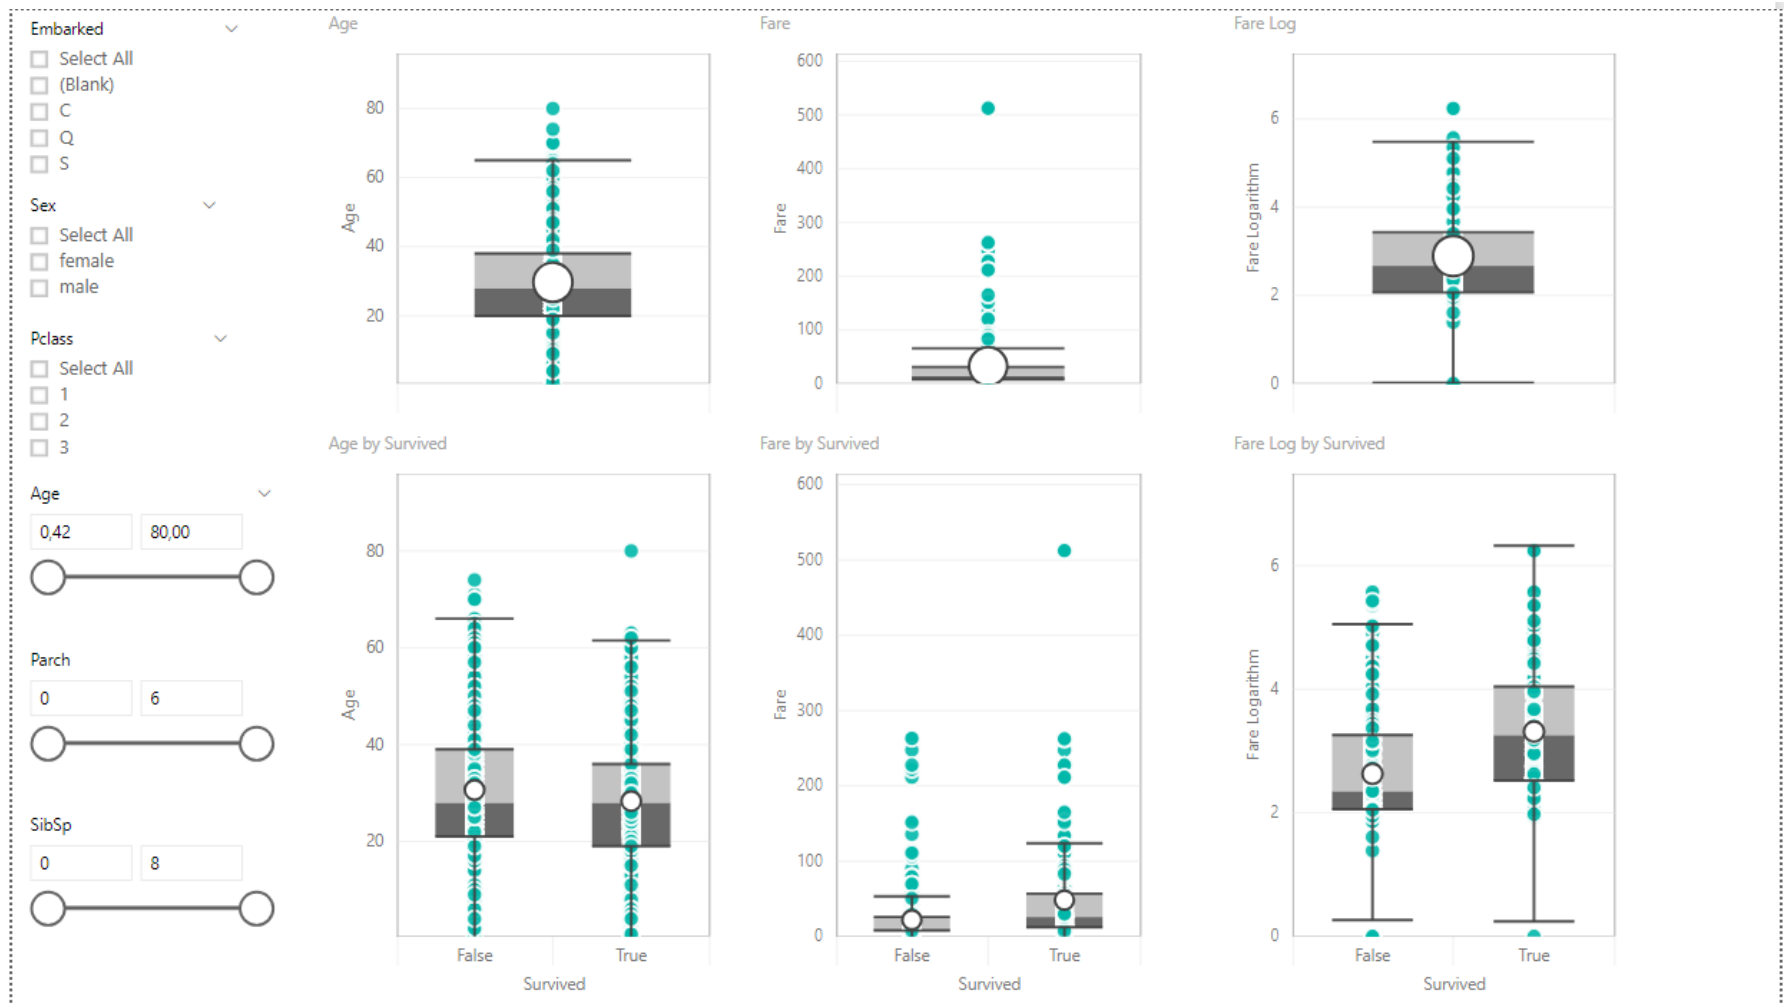 Embarked
Select All
(Blank)
C
Q
S
Sex
Select All
female
male
Pclass
Select All
1
2
3
Age
0,42 80,00
Parch
0 6
SibSp
0 8
Age
Age
80
60
40
20
Fare
Fare
600
500
400
300
200
100
0
Fare Log
Fare Logarithm
6
4
2
0
Age by Survived
Age
80
60
40
20
False True
Survived
Fare by Survived
Fare
600
500
400
300
200
100
0
False True
Survived
Fare Log by Survived
Fare Logarithm
6
4
2
0
False True
Survived